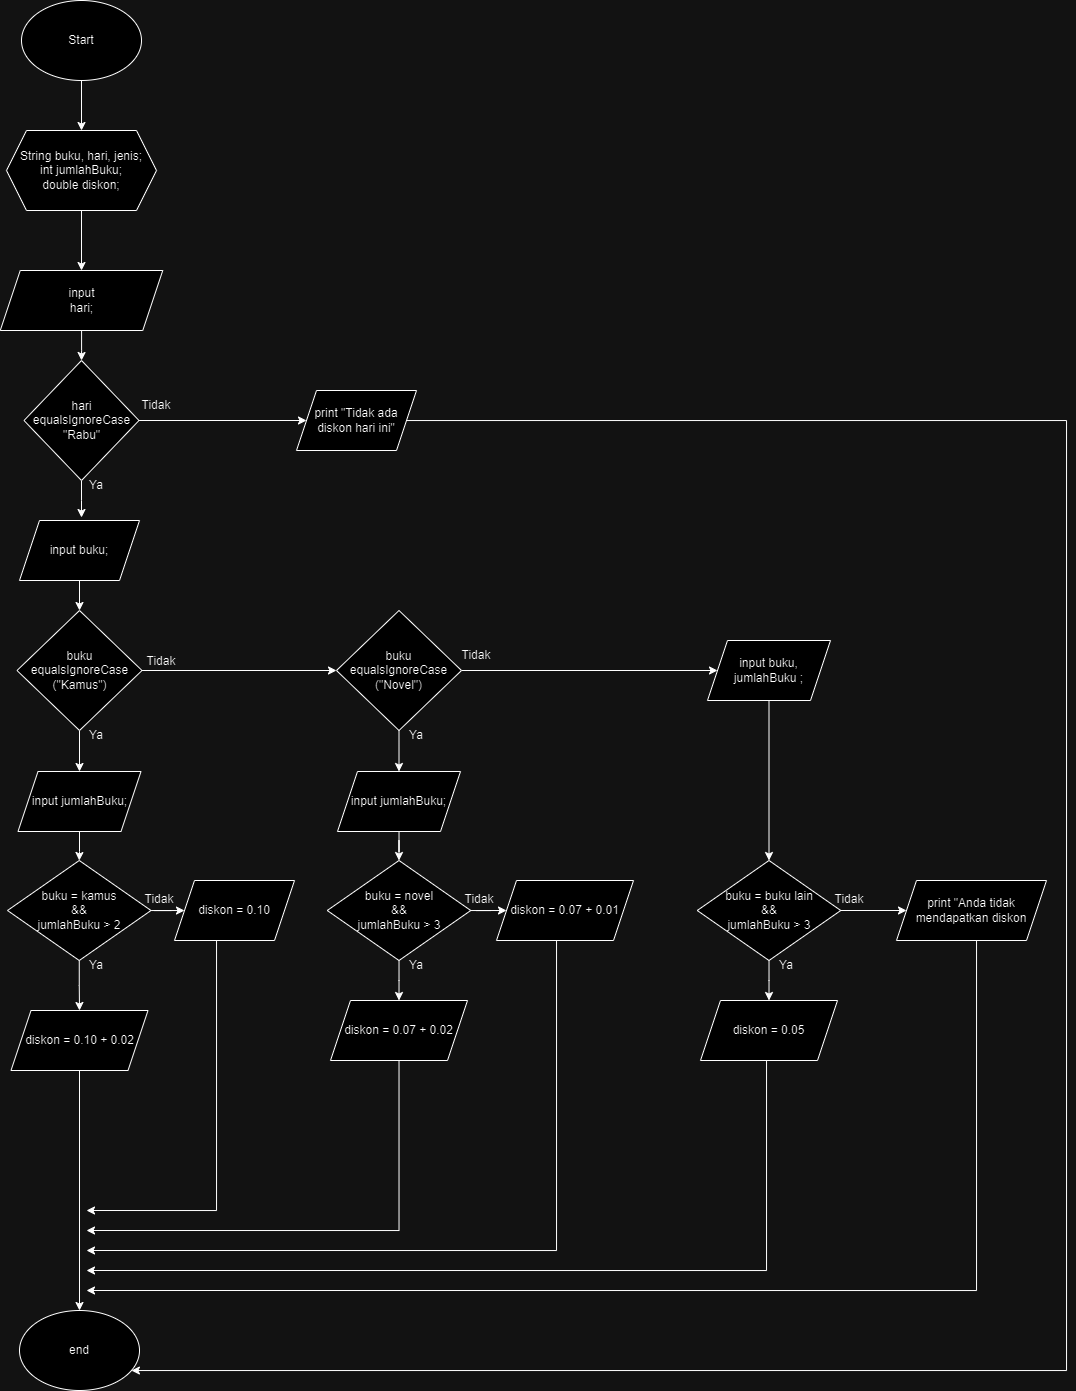 Start
String buku, hari, jenis;
int jumlahBuku;
double diskon;
input
hari;
hari
equalsIgnoreCase
"Rabu"
Tidak
print "Tidak ada
diskon hari ini"
Ya
input buku;
buku
equalsIgnoreCase
("Kamus")
Tidak
buku
equalsIgnoreCase
("Novel")
Tidak
input buku,
jumlahBuku ;
Ya
Ya
input jumlahBuku;
input jumlahBuku;
buku = kamus
&&
jumlahBuku > 2
Tidak
diskon = 0.10
buku = novel
&&
jumlahBuku > 3
Tidak
diskon = 0.07 + 0.01
buku = buku lain
&&
jumlahBuku > 3
Tidak
print "Anda tidak
mendapatkan diskon
Ya
Ya
Ya
diskon = 0.10 + 0.02
diskon = 0.07 + 0.02
diskon = 0.05
end